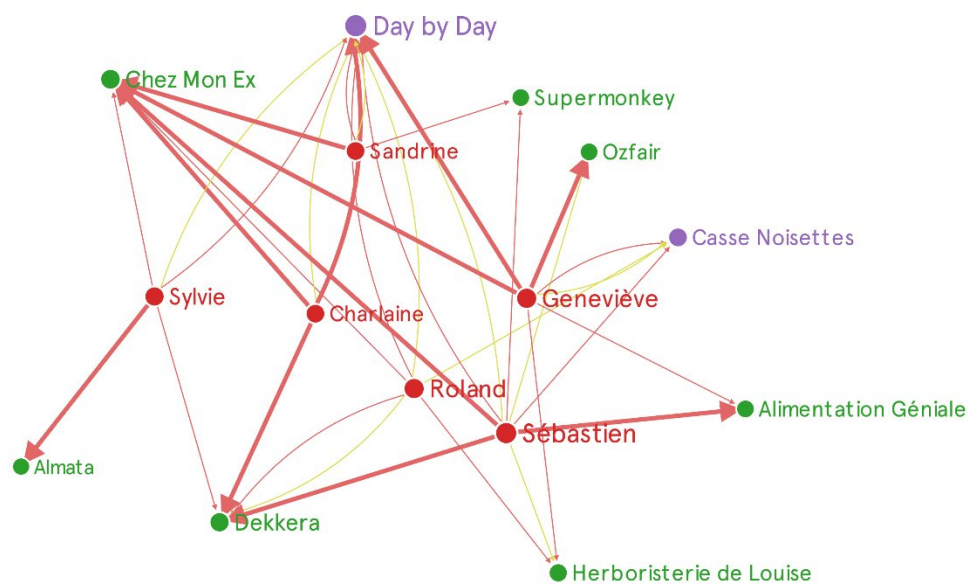 Day by Day
Chez Mon Ex
Supermonkey
Sandrine
Ozfair
Casse Noisettes
Sylvie
Geneviève
Charlaine
Roland
Alimentation Géniale
Sébastien
Almata
Dekkera
Herboristerie de Louise